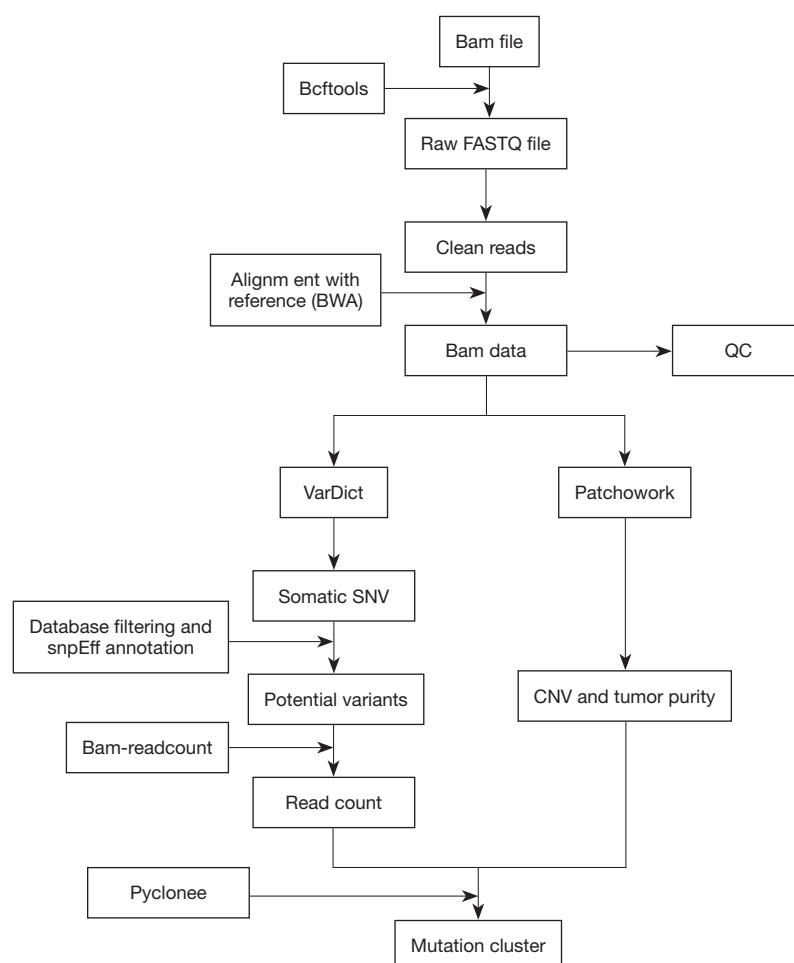 Bam file
Bcftools
Raw FASTQ file
Clean reads
Alignm ent with
reference (BWA)
Bam data
QC
VarDict
Patchowork
Somatic SNV
Database filtering and
snpEff annotation
Potential variants
CNV and tumor purity
Bam-readcount
Read count
Pyclonee
Mutation cluster